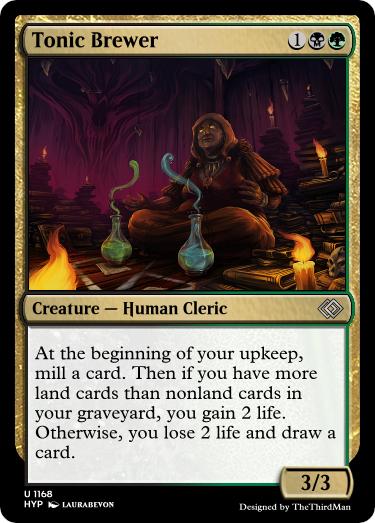 Tonic Brewer 1
Creature — Human Cleric
At the beginning of your upkeep,
mill a card. Then if you have more
land cards than nonland cards in
your graveyard, you gain 2 life.
Otherwise, you lose 2 life and draw a
card.
3/3
U 1168
HYP LAURABEVON
Designed by TheThirdMan